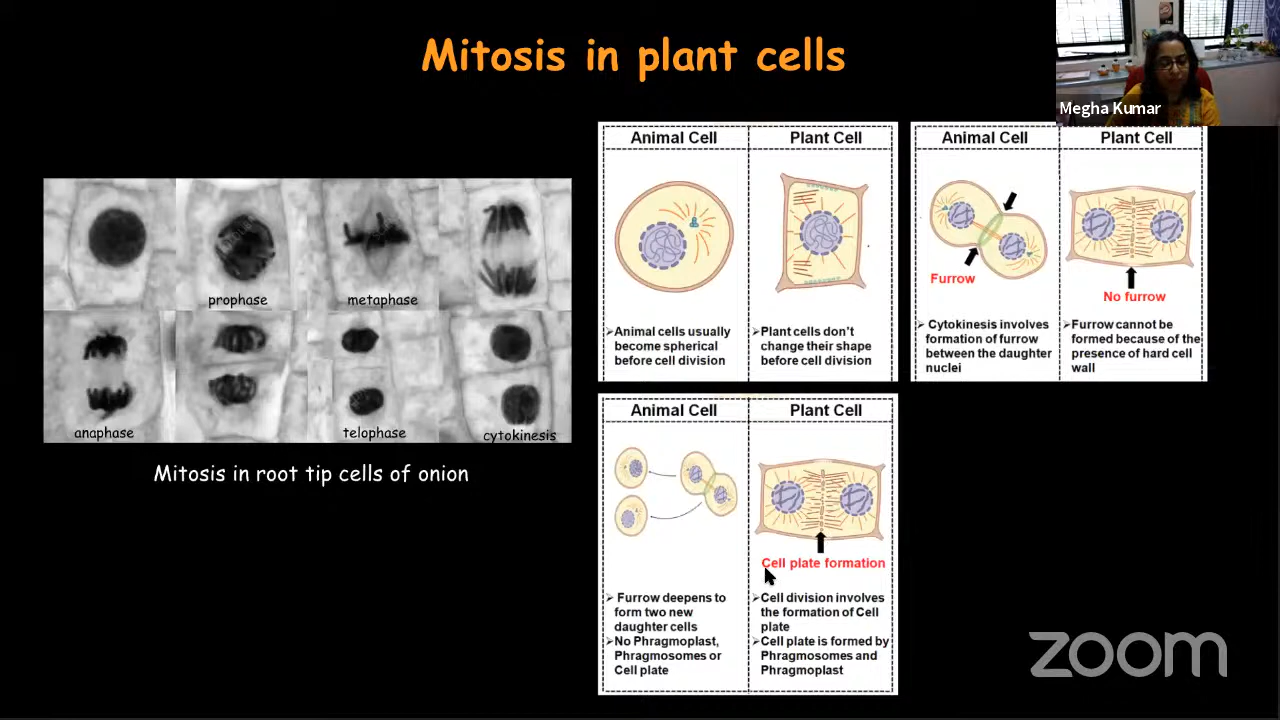 Mitosis in plant cells
Megha Kumar
prophase
metaphase
anaphase
telophase
cytokinesis
Mitosis in root tip cells of onion
Animal Cell
Plant Cell
➢Animal cells usually
become spherical
before cell division
➢Plant cells don't
change their shape
before cell division
Animal Cell
Plant Cell
Furrow
No furrow
➢ Cytokinesis involves
formation of furrow
between the daughter
nuclei
➢Furrow cannot be
formed because of the
presence of hard cell
wall
Animal Cell
Plant Cell
Cell plate formation
➢ Furrow deepens to
form two new
daughter cells
➢No Phragmoplast,
Phragmosomes or
Cell plate
➢Cell division involves
the formation of Cell
plate
➢Cell plate is formed by
Phragmosomes and
Phragmoplast
zoom